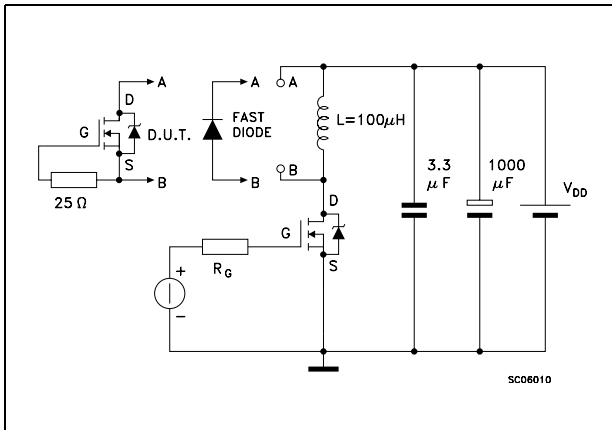 A
A
A
D
G
D.U.T.
S
FAST
DIODE
L=100μH
B
B
B
25 Ω
3.3
μF
1000
μF
V_DD
D
G
S
R_G
+
-
SC06010